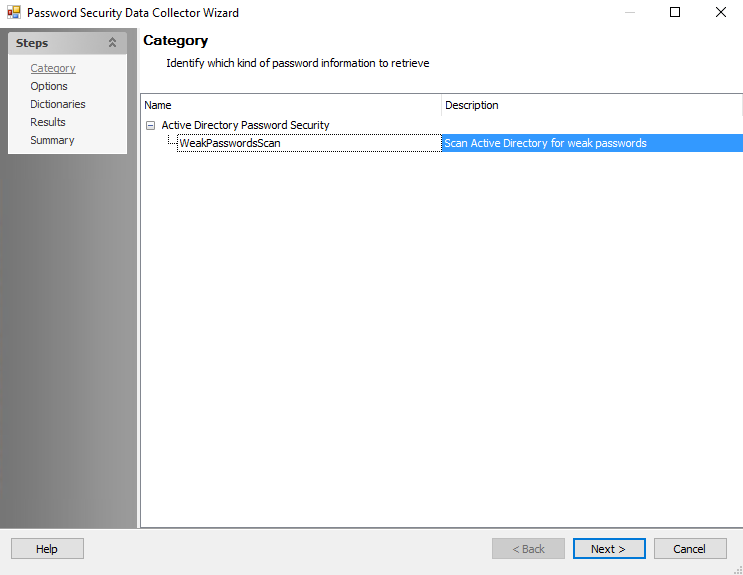 Password Security Data Collector Wizard
Steps
Category
Options
Dictionaries
Results
Summary
Category
Identify which kind of password information to retrieve
Name Description
Active Directory Password Security
WeakPasswordsScan Scan Active Directory for weak passwords
Help < Back Next > Cancel